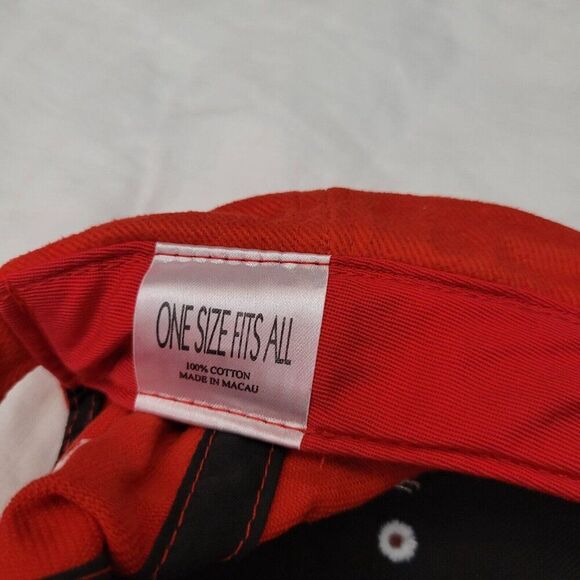 ONE SIZE FITS ALL
100% COTTON
MADE IN MACAU